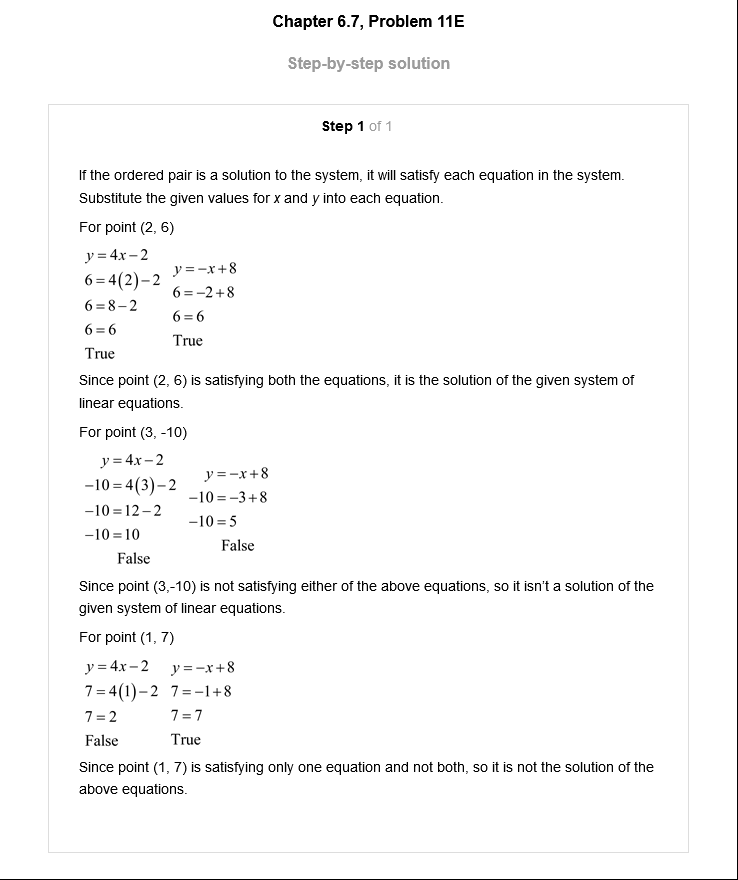 Chapter 6.7, Problem 11E
Step-by-step solution
Step 1 of 1
If the ordered pair is a solution to the system, it will satisfy each equation in the system.
Substitute the given values for x and y into each equation.
For point (2, 6)
y = 4x − 2
6 = 4(2) − 2
6 = 8 − 2
6 = 6
True
y = −x + 8
6 = −2 + 8
6 = 6
True
Since point (2, 6) is satisfying both the equations, it is the solution of the given system of
linear equations.
For point (3, -10)
y = 4x − 2
−10 = 4(3) − 2
−10 = 12 − 2
−10 = 10
False
y = −x + 8
−10 = −3 + 8
−10 = 5
False
Since point (3,-10) is not satisfying either of the above equations, so it isn't a solution of the
given system of linear equations.
For point (1, 7)
y = 4x − 2
7 = 4(1) − 2
7 = 2
False
y = −x + 8
7 = −1 + 8
7 = 7
True
Since point (1, 7) is satisfying only one equation and not both, so it is not the solution of the
above equations.